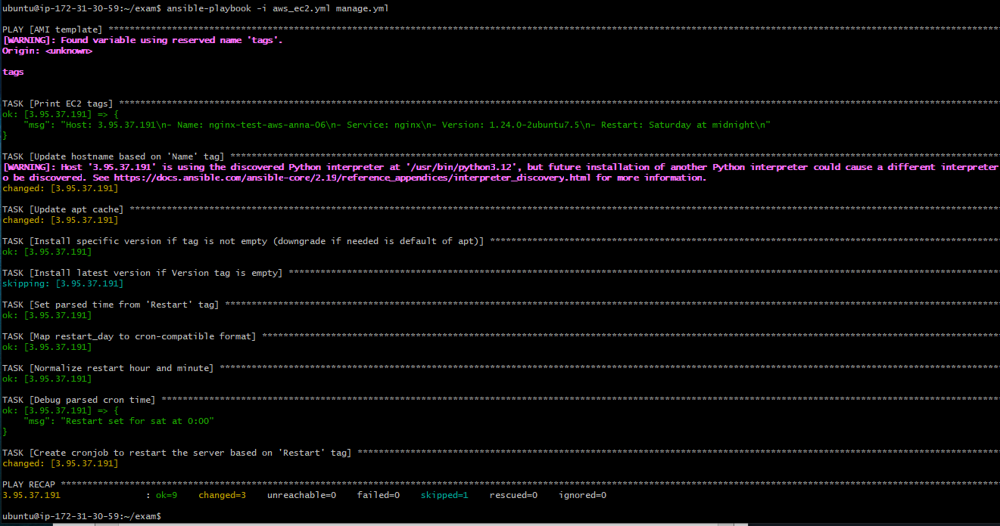 ubuntu@ip-172-31-30-59:~/exam$ ansible-playbook -i aws_ec2.yml manage.yml
PLAY [AMI template] ************************************************************
[WARNING]: Found variable using reserved name 'tags'.
Origin: <unknown>
tags
TASK [Print EC2 tags] ************************************************************
ok: [3.95.37.191] => {
    "msg": "Host: 3.95.37.191\n- Name: nginx-test-aws-anna-06\n- Service: nginx\n- Version: 1.24.0-2ubuntu7.5\n- Restart: Saturday at midnight\n"
}
TASK [Update hostname based on 'Name' tag] ************************************************************
[WARNING]: Host '3.95.37.191' is using the discovered Python interpreter at '/usr/bin/python3.12', but future installation of another Python interpreter could cause a different interpreter
o be discovered. See https://docs.ansible.com/ansible-core/2.19/reference_appendices/interpreter_discovery.html for more information.
changed: [3.95.37.191]
TASK [Update apt cache] ************************************************************
changed: [3.95.37.191]
TASK [Install specific version if tag is not empty (downgrade if needed is default of apt)] ************************************************************
ok: [3.95.37.191]
TASK [Install latest version if Version tag is empty] ************************************************************
skipping: [3.95.37.191]
TASK [Set parsed time from 'Restart' tag] ************************************************************
ok: [3.95.37.191]
TASK [Map restart_day to cron-compatible format] ************************************************************
ok: [3.95.37.191]
TASK [Normalize restart hour and minute] ************************************************************
ok: [3.95.37.191]
TASK [Debug parsed cron time] ************************************************************
ok: [3.95.37.191] => {
    "msg": "Restart set for sat at 0:00"
}
TASK [Create cronjob to restart the server based on 'Restart' tag] ************************************************************
changed: [3.95.37.191]
PLAY RECAP ************************************************************
3.95.37.191                : ok=9    changed=3    unreachable=0    failed=0    skipped=1    rescued=0    ignored=0
ubuntu@ip-172-31-30-59:~/exam$